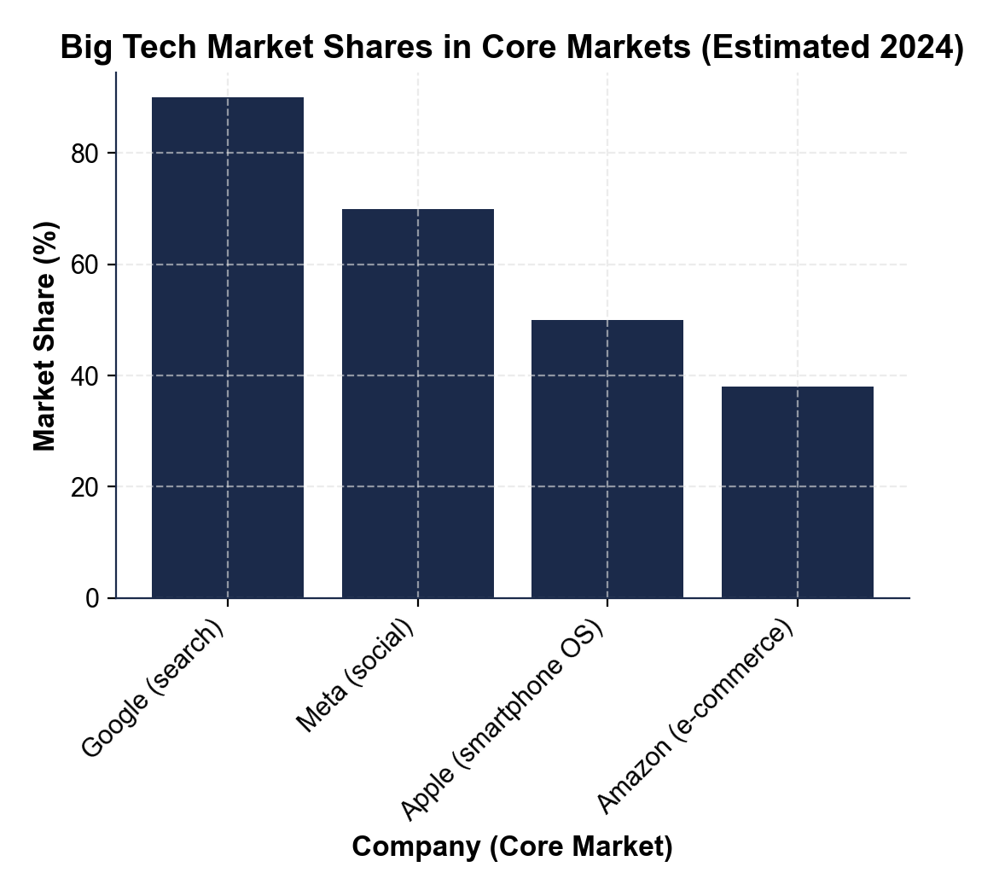 Big Tech Market Shares in Core Markets (Estimated 2024)
Market Share (%)
80
60
40
20
0
Google (search)
Meta (social)
Apple (smartphone OS)
Amazon (e-commerce)
Company (Core Market)